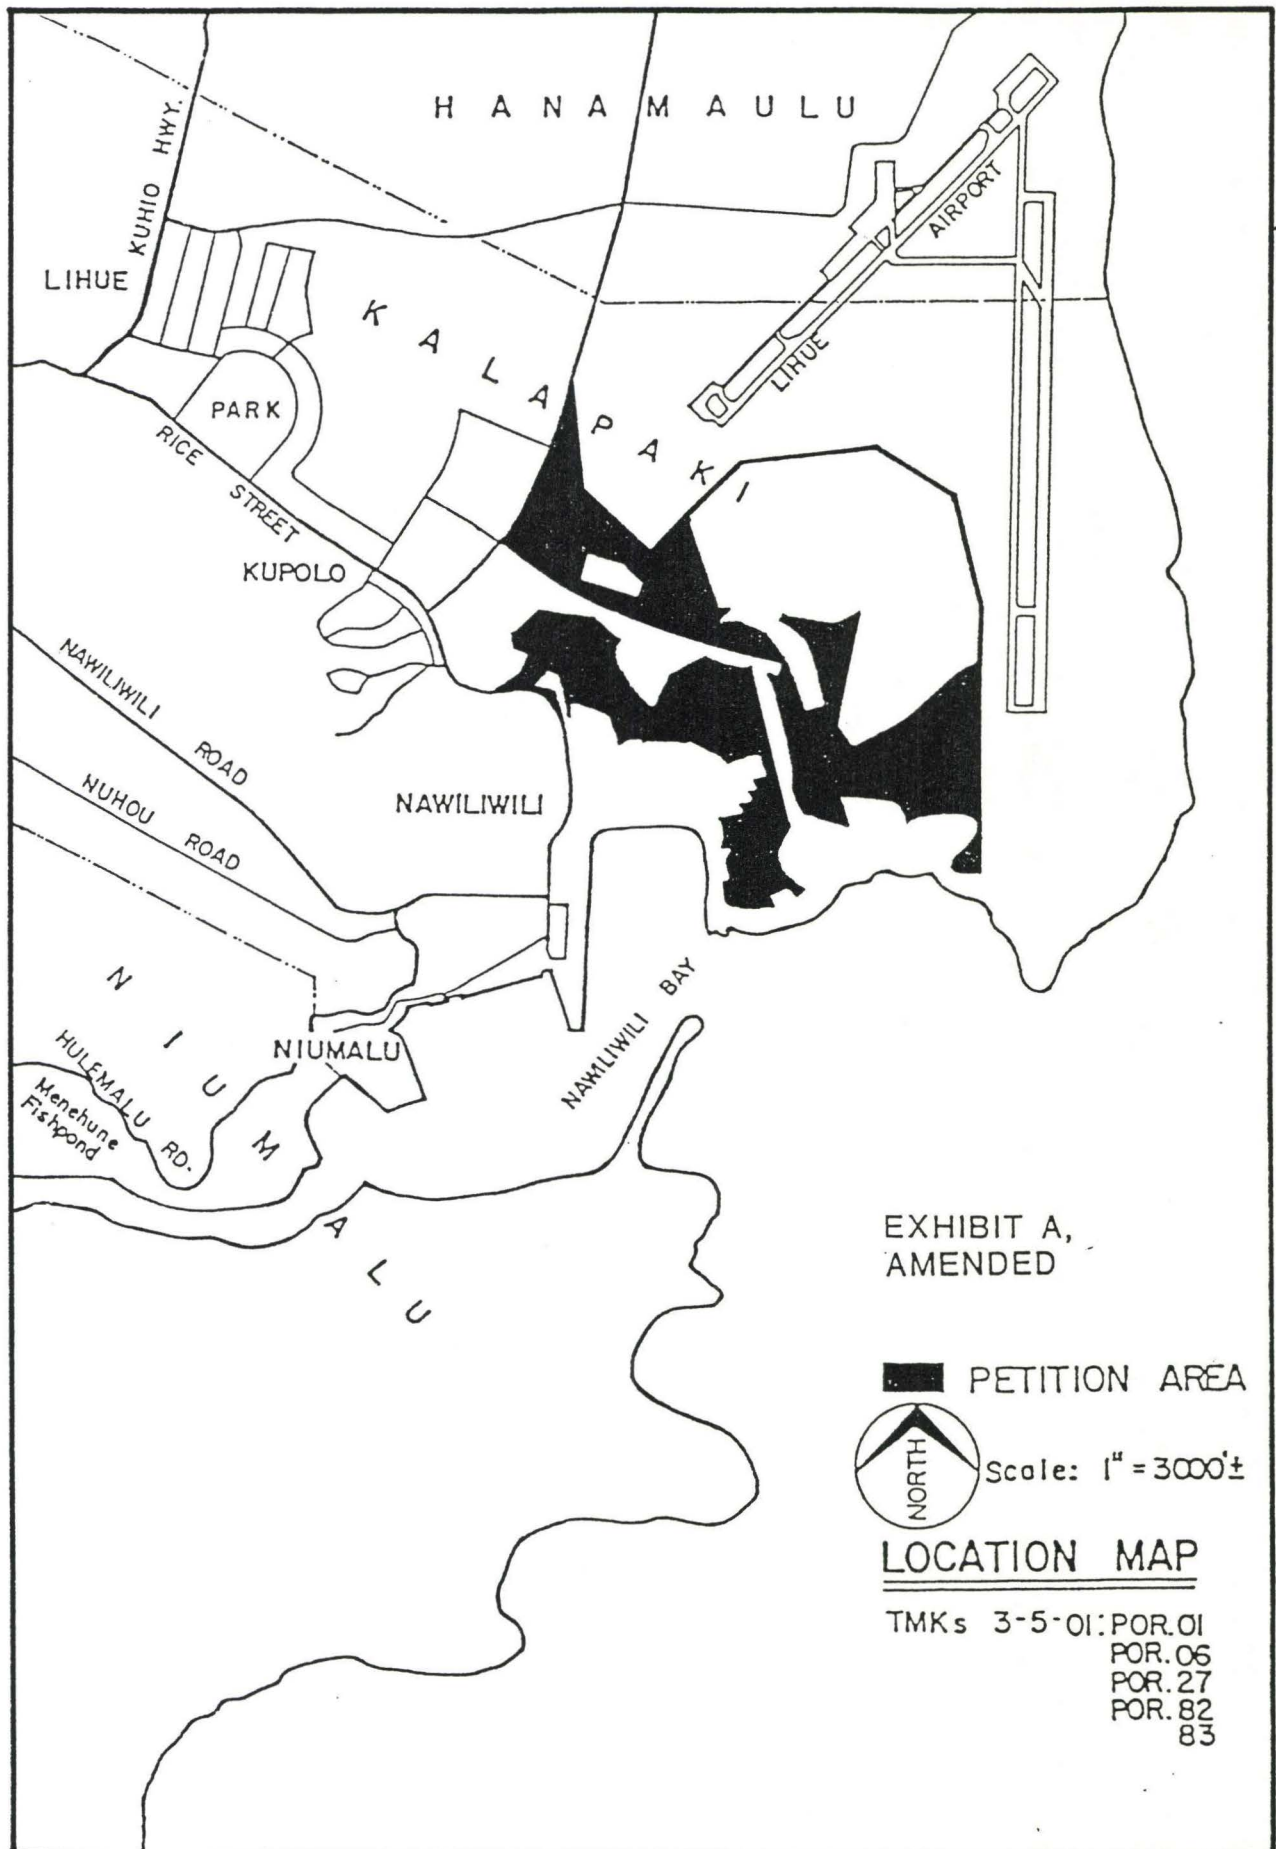 HANAMAULU
KUHIO HWY.
LIHUE
AIRPORT
LIHUE
KALAPAKI
PARK
RICE STREET
KUPOLO
NAWILIWILI ROAD
NUHOU ROAD
NAWILIWILI
NAWILIWILI BAY
NIUMALU
NIUMALU
HULEMALU RD.
Menehune
Fishpond
EXHIBIT A,
AMENDED
PETITION AREA
NORTH
Scale: 1" = 3000'±
LOCATION MAP
TMKs 3-5-01: POR. 01
POR. 06
POR. 27
POR. 82
83